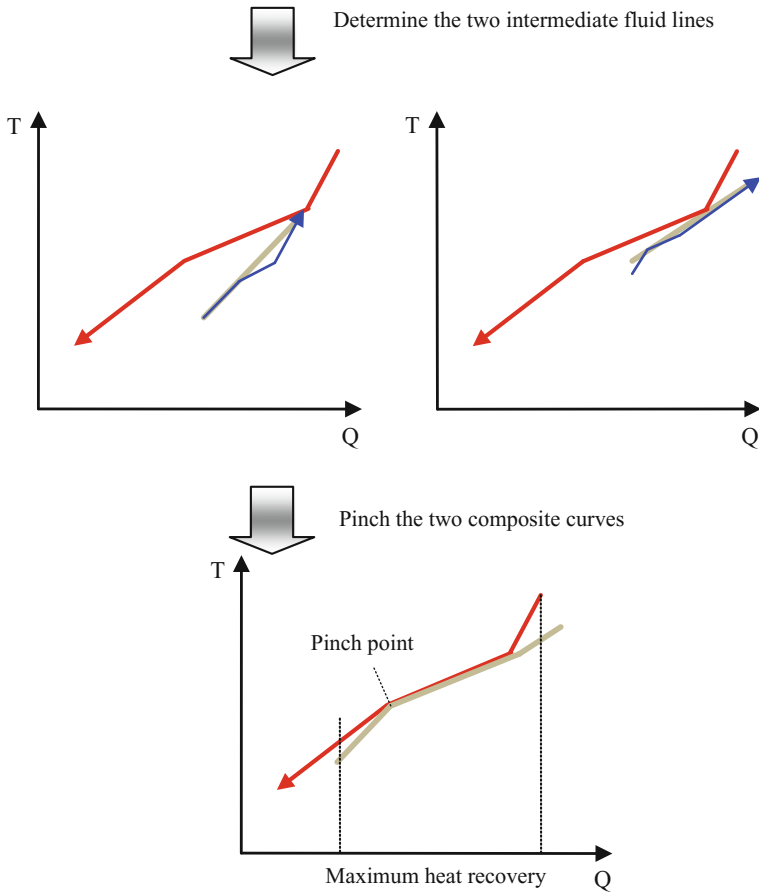 Determine the two intermediate fluid lines
T
T
Q
Q
Pinch the two composite curves
T
Pinch point
Maximum heat recovery
Q